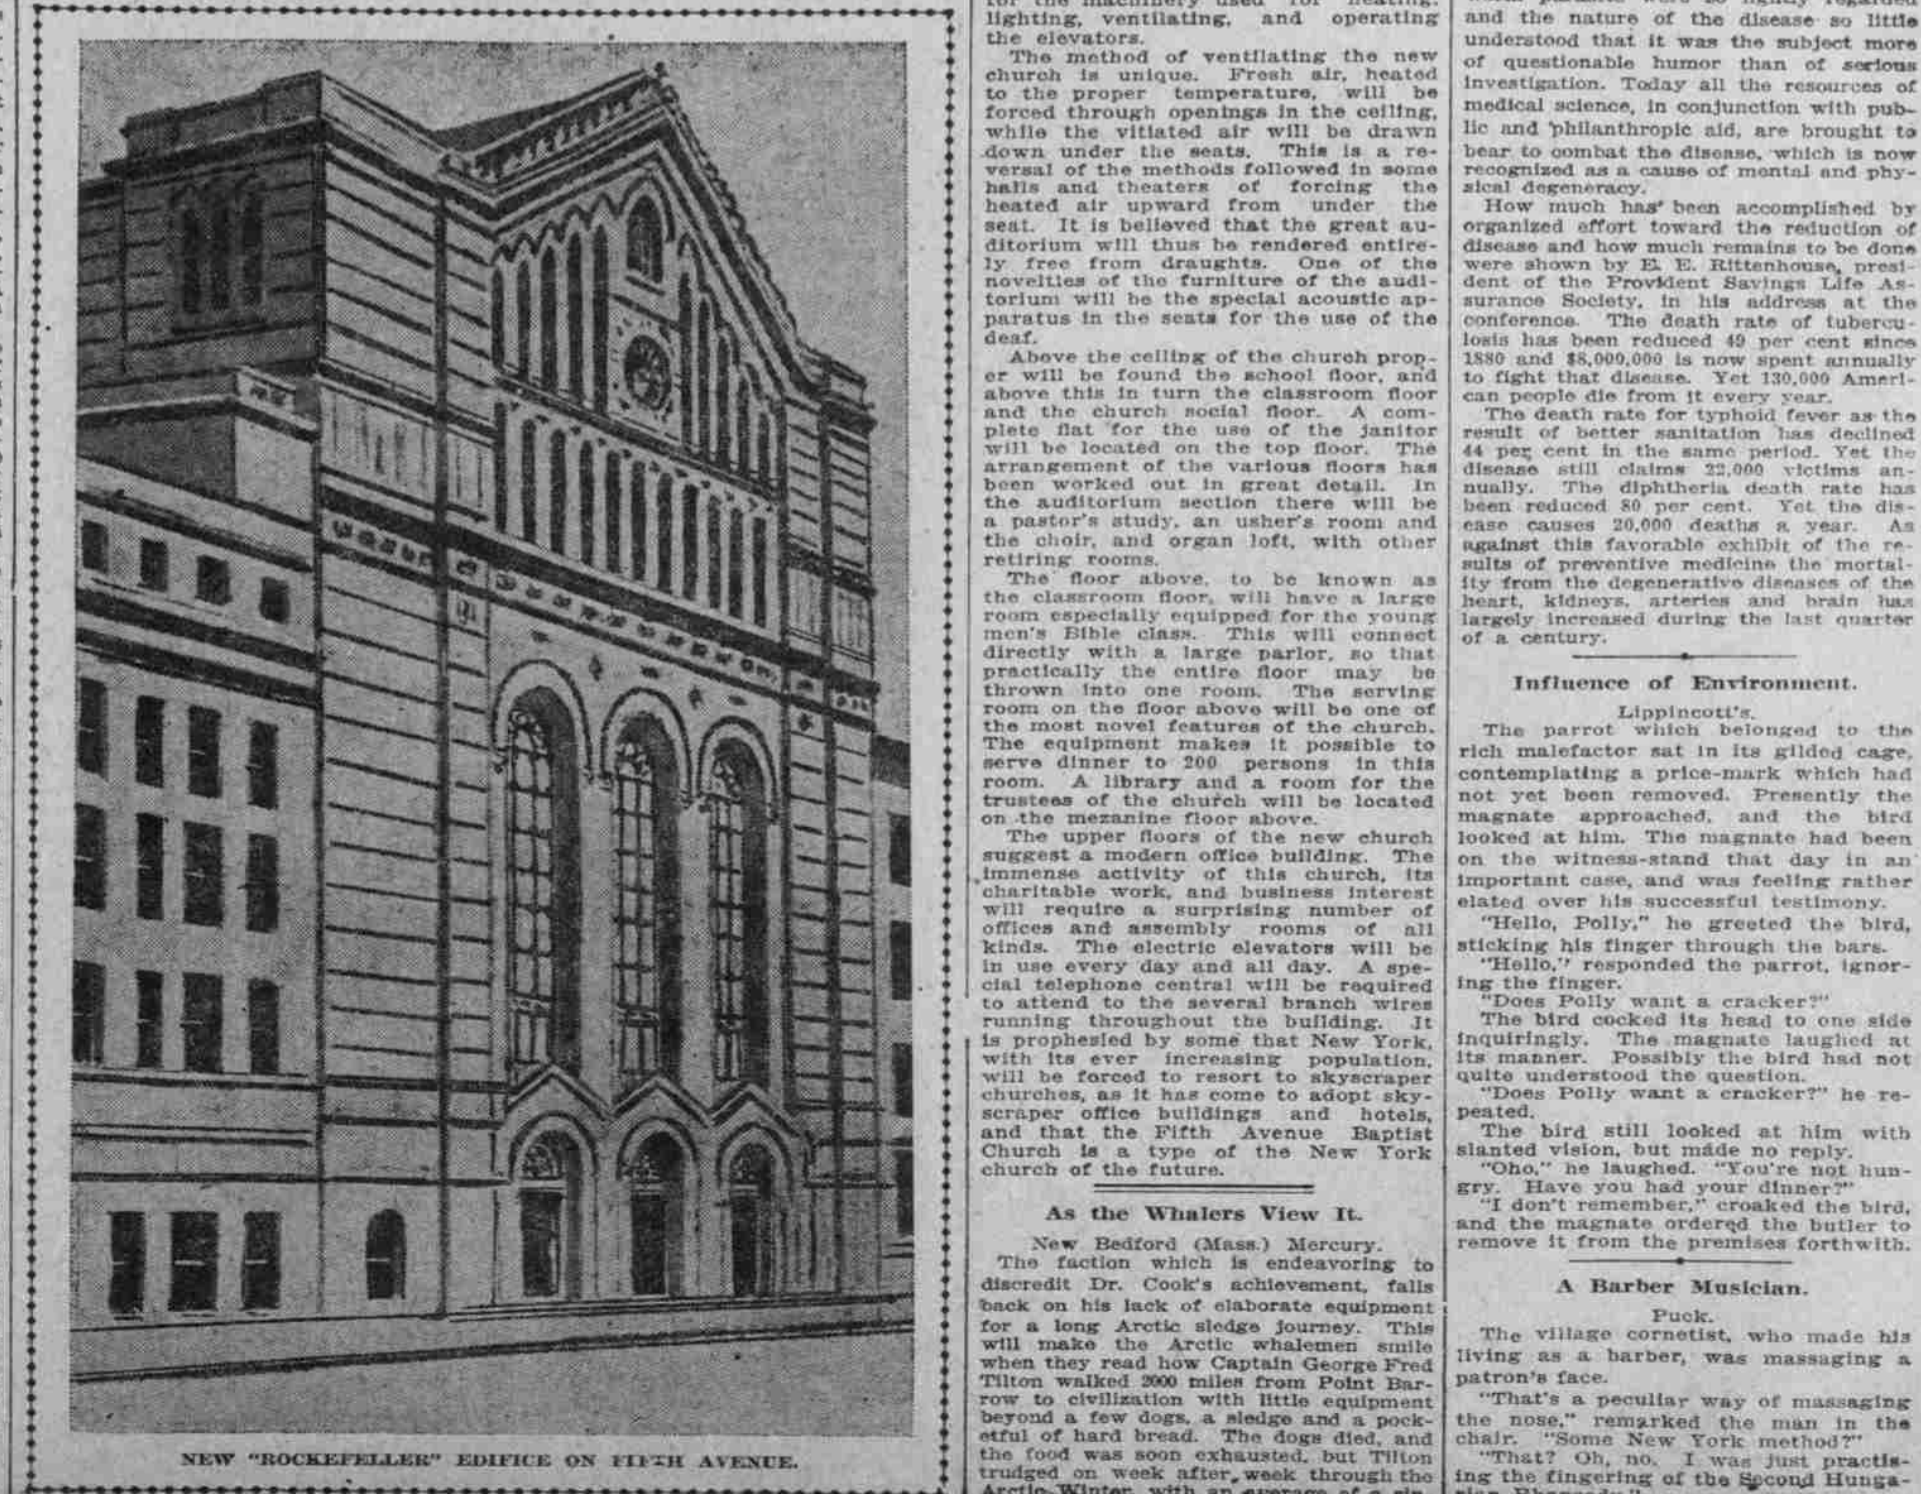 NEW "ROCKEFELLER" EDIFICE ON FIFTH AVENUE.
for the machinery used for heating,
lighting, ventilating, and operating
the elevators.
The method of ventilating the new
church is unique. Fresh air, heated
to the proper temperature, will be
forced through openings in the ceiling,
while the vitiated air will be drawn
down under the seats. This is a re-
versal of the methods followed in some
halls and theaters of forcing the
heated air upward from under the
seat. It is believed that the great au-
ditorium will thus be rendered entire-
ly free from draughts. One of the
novelties of the furniture of the audi-
torium will be the special acoustic ap-
paratus in the seats for the use of the
deaf.
Above the ceiling of the church prop-
er will be found the school floor, and
above this in turn the classroom floor
and the church social floor. A com-
plete flat for the use of the janitor
will be located on the top floor. The
arrangement of the various floors has
been worked out in great detail. In
the auditorium section there will be
a pastor's study, an usher's room and
the choir, and organ loft, with other
retiring rooms.
The floor above, to be known as
the classroom floor, will have a large
room especially equipped for the young
men's Bible class. This will connect
directly with a large parlor, so that
practically the entire floor may be
thrown into one room. The serving
room on the floor above will be one of
the most novel features of the church.
The equipment makes it possible to
serve dinner to 200 persons in this
room. A library and a room for the
trustees of the church will be located
on the mezanine floor above.
The upper floors of the new church
suggest a modern office building. The
immense activity of this church, its
charitable work, and business interest
will require a surprising number of
offices and assembly rooms of all
kinds. The electric elevators will be
in use every day and all day. A spe-
cial telephone central will be required
to attend to the several branch wires
running throughout the building. It
is prophesied by some that New York,
with its ever increasing population,
will be forced to resort to skyscraper
churches, as it has come to adopt sky-
scraper office buildings and hotels,
and that the Fifth Avenue Baptist
Church is a type of the New York
church of the future.
As the Whalers View It.
New Bedford (Mass.) Mercury.
The faction which is endeavoring to
discredit Dr. Cook's achievement, falls
back on his lack of elaborate equipment
for a long Arctic sledge journey. This
will make the Arctic whalemen smile
when they read how Captain George Fred
Tilton walked 2000 miles from Point Bar-
row to civilization with little equipment
beyond a few dogs, a sledge and a pock-
etful of hard bread. The dogs died, and
the food was soon exhausted, but Tilton
trudged on week after week through the
Arctic Winter, with an average of a
and the nature of the disease so little
understood that it was the subject more
of questionable humor than of serious
investigation. Today all the resources of
medical science, in conjunction with pub-
lic and philanthropic aid, are brought to
bear to combat the disease, which is now
recognized as a cause of mental and phy-
sical degeneracy.
How much has been accomplished by
organized effort toward the reduction of
disease and how much remains to be done
were shown by E. E. Rittenhouse, presi-
dent of the Provident Savings Life As-
surance Society, in his address at the
conference. The death rate of tubercu-
losis has been reduced 49 per cent since
1880 and $8,000,000 is now spent annually
to fight that disease. Yet 130,000 Ameri-
can people die from it every year.
The death rate for typhoid fever as the
result of better sanitation has declined
44 per cent in the same period. Yet the
disease still claims 22,000 victims an-
nually. The diphtheria death rate has
been reduced 80 per cent. Yet the dis-
ease causes 20,000 deaths a year. As
against this favorable exhibit of the re-
sults of preventive medicine the mortal-
ity from the degenerative diseases of the
heart, kidneys, arteries and brain has
largely increased during the last quarter
of a century.
Influence of Environment.
Lippincott's.
The parrot which belonged to the
rich malefactor sat in its gilded cage,
contemplating a price-mark which had
not yet been removed. Presently the
magnate approached, and the bird
looked at him. The magnate had been
on the witness-stand that day in an
important case, and was feeling rather
elated over his successful testimony.
"Hello, Polly," he greeted the bird,
sticking his finger through the bars.
"Hello," responded the parrot, ignor-
ing the finger.
"Does Polly want a cracker?"
The bird cocked its head to one side
inquiringly. The magnate laughed at
its manner. Possibly the bird had not
quite understood the question.
"Does Polly want a cracker?" he re-
peated.
The bird still looked at him with
slanted vision, but made no reply.
"Oho," he laughed. "You're not hun-
gry. Have you had your dinner?"
"I don't remember," croaked the bird,
and the magnate ordered the butler to
remove it from the premises forthwith.
A Barber Musician.
Puck.
The village cornetist, who made his
living as a barber, was massaging a
patron's face.
"That's a peculiar way of massaging
the nose," remarked the man in the
chair. "Some New York method?"
"That? Oh, no. I was just practis-
ing the fingering of the Second Hunga-